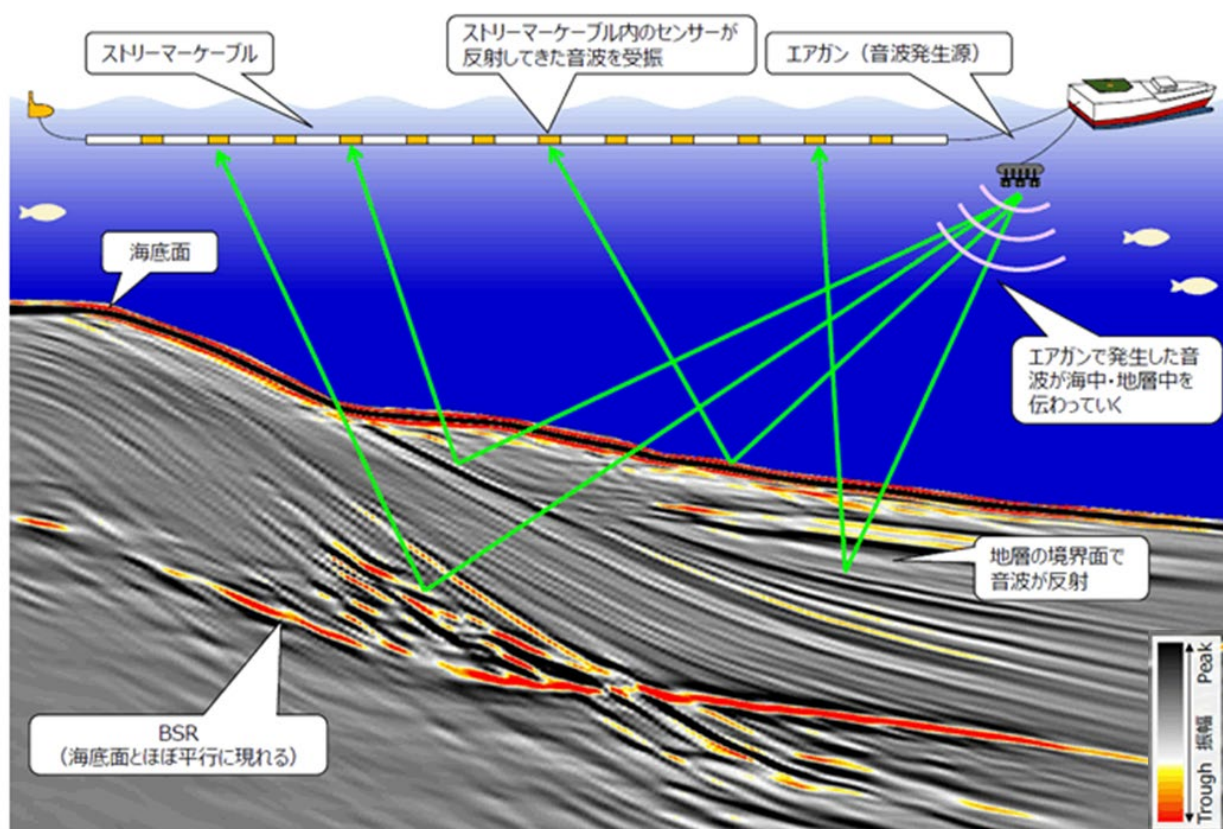 ストリーマーケーブル
ストリーマーケーブル内のセンサーが
反射してきた音波を受振
エアガン（音波発生源）
海底面
エアガンで発生した音
波が海中・地層中を
伝わっていく
地層の境界面で
音波が反射
BSR
（海底面とほぼ平行に現れる）
Trough 振幅 Peak